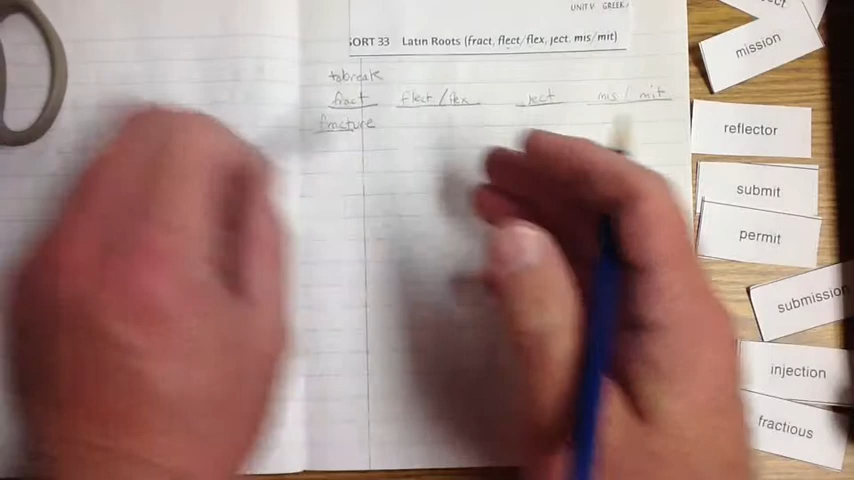 UNIT V GREEK
SORT 33 Latin Roots (fract, flect/flex, ject, mis/mit)
to break
fract flect/flex ject mis/mit
fracture
mission
reflector
submit
permit
submission
injection
fractious